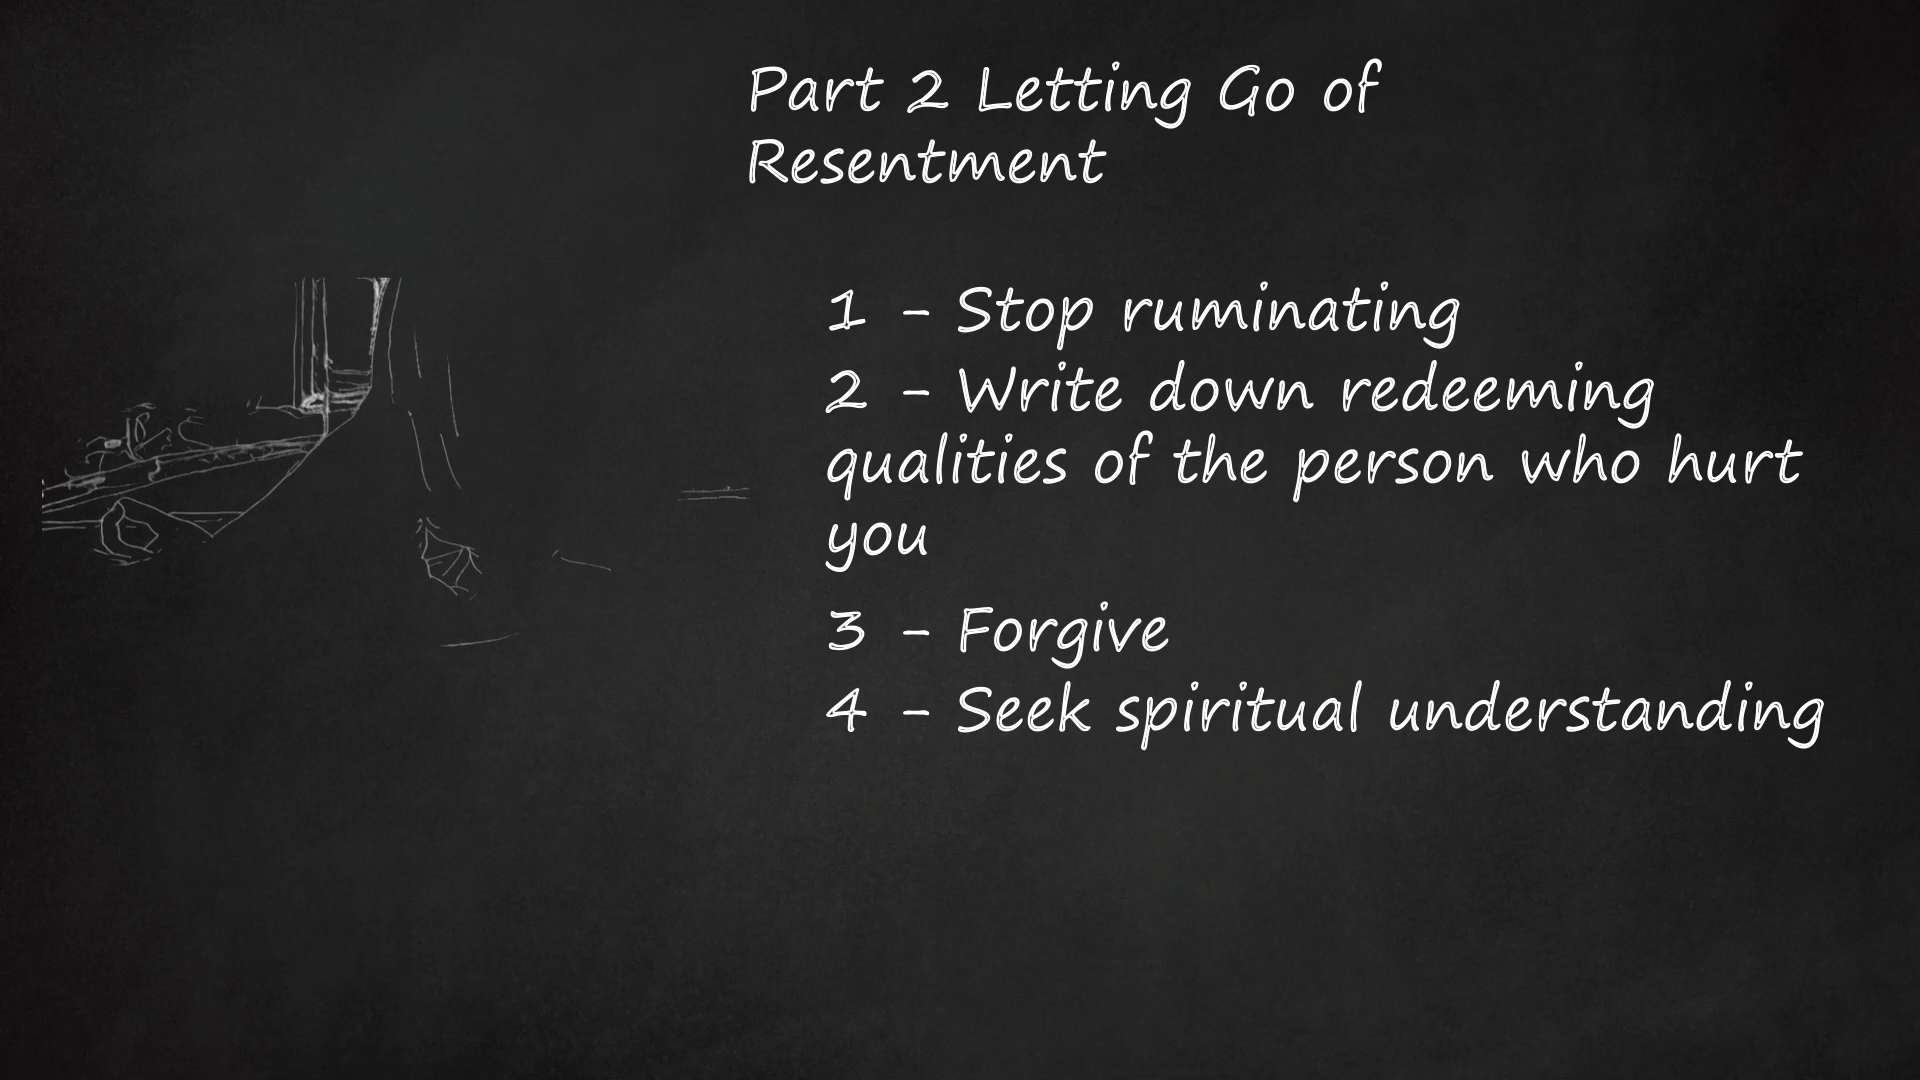 Part 2 Letting Go of
Resentment
1 - Stop ruminating
2 - Write down redeeming
qualities of the person who hurt
you
3 - Forgive
4 - Seek spiritual understanding